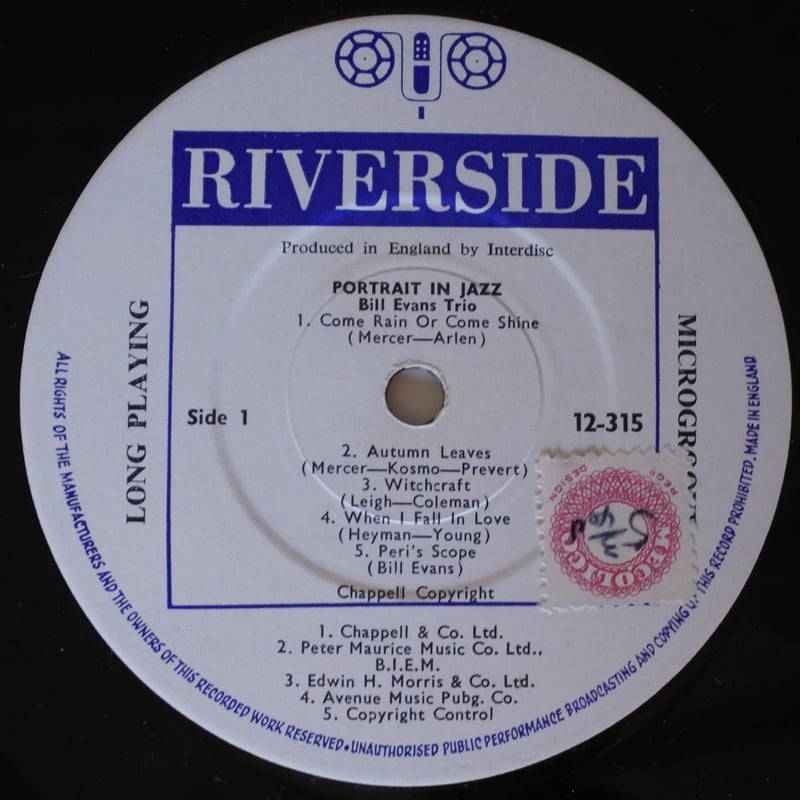 RIVERSIDE
Produced in England by Interdisc
PORTRAIT IN JAZZ
Bill Evans Trio
1. Come Rain Or Come Shine
(Mercer—Arlen)
LONG PLAYING
Side 1
12-315
2. Autumn Leaves
(Mercer—Kosmo—Prevert)
3. Witchcraft
(Leigh—Coleman)
4. When I Fall In Love
(Heyman—Young)
5. Peri's Scope
(Bill Evans)
Chappell Copyright
1. Chappell & Co. Ltd.
2. Peter Maurice Music Co. Ltd.,
B.I.E.M.
3. Edwin H. Morris & Co. Ltd.
4. Avenue Music Pubg. Co.
5. Copyright Control
ALL RIGHTS OF THE MANUFACTURERS AND THE OWNERS OF THIS RECORDED WORK RESERVED • UNAUTHORISED PUBLIC PERFORMANCE BROADCASTING AND COPYING OF THIS RECORD PROHIBITED. MADE IN ENGLAND
REGD
DESIGN
MECOLICO